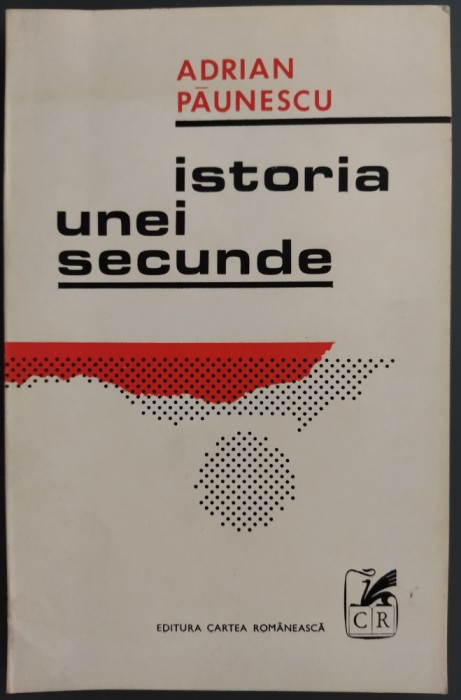 ADRIAN
PĂUNESCU
istoria
unei
secunde
EDITURA CARTEA ROMÂNEASCĂ
CR